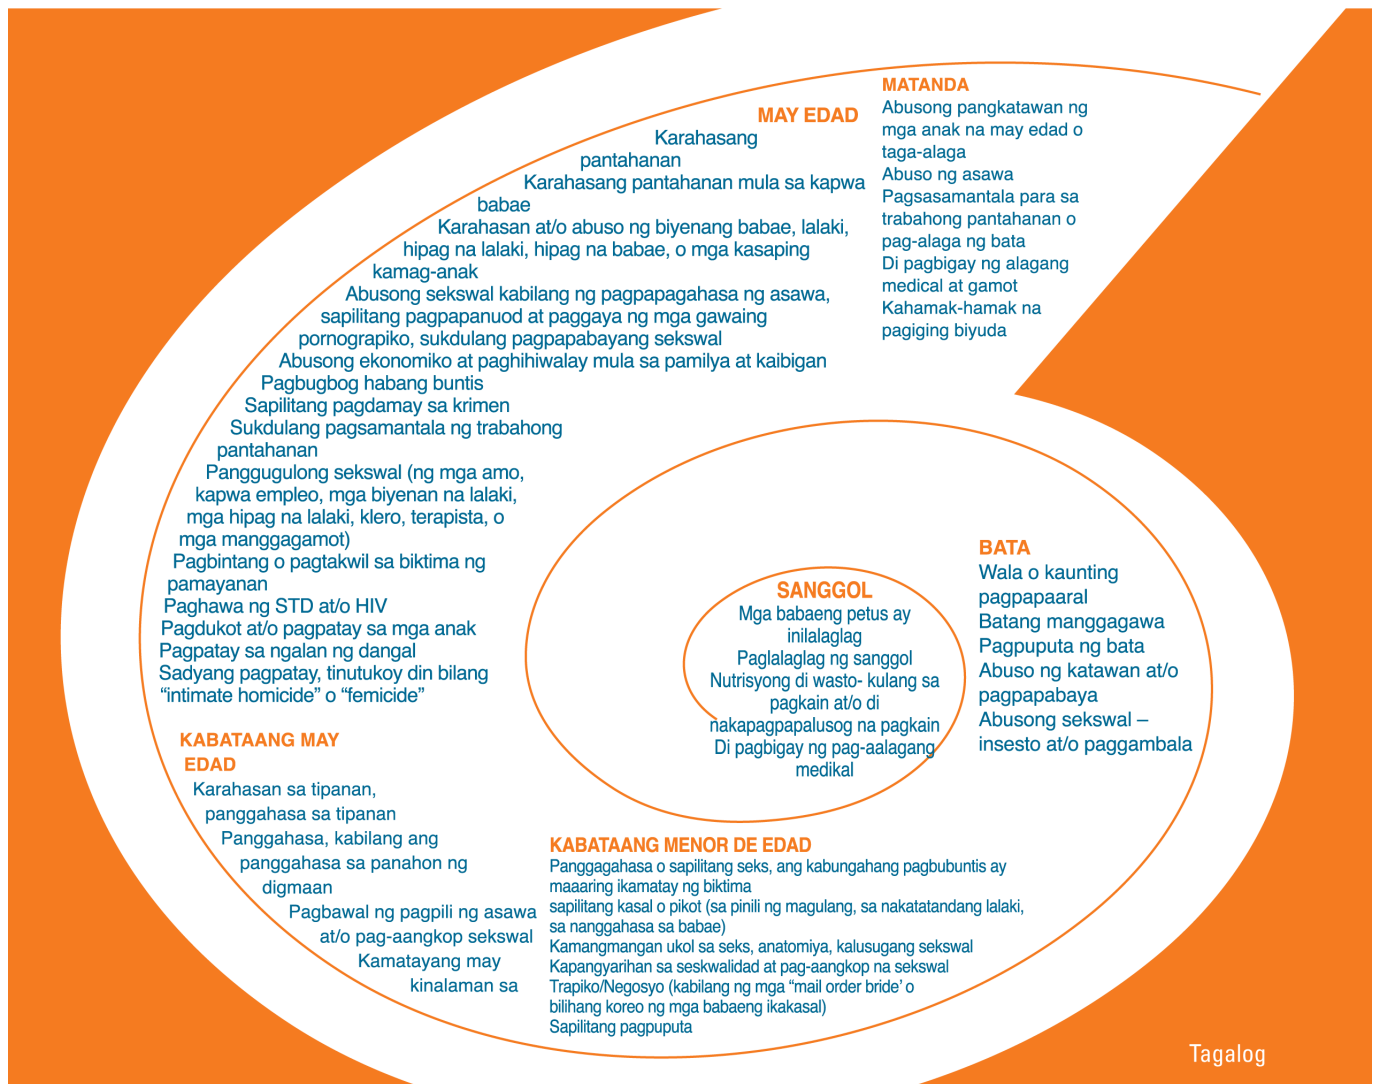 MATANDA
Abusong pangkatawan ng
mga anak na may edad o
taga-alaga
Abuso ng asawa
Pagsasamantala para sa
trabahong pantahanan o
pag-alaga ng bata
Di pagbigay ng alagang
medical at gamot
Kahamak-hamak na
pagiging biyuda
MAY EDAD
Karahasang
pantahanan
Karahasang pantahanan mula sa kapwa
babae
Karahasan at/o abuso ng biyenang babae, lalaki,
hipag na lalaki, hipag na babae, o mga kasaping
kamag-anak
Abusong sekswal kabilang ng pagpapagahasa ng asawa,
sapilitang pagpapanuod at paggaya ng mga gawaing
pornograpiko, sukdulang pagpapabayang sekswal
Abusong ekonomiko at paghihiwalay mula sa pamilya at kaibigan
Pagbugbog habang buntis
Sapilitang pagdamay sa krimen
Sukdulang pagsamantala ng trabahong
pantahanan
Panggugulong sekswal (ng mga amo,
kapwa empleo, mga biyenan na lalaki,
mga hipag na lalaki, klero, terapista, o
mga manggagamot)
Pagbintang o pagtakwil sa biktima ng
pamayanan
Paghawa ng STD at/o HIV
Pagdukot at/o pagpatay sa mga anak
Pagpatay sa ngalan ng dangal
Sadyang pagpatay, tinutukoy din bilang
“intimate homicide” o “femicide”
KABATAANG MAY
EDAD
Karahasan sa tipanan,
panggahasa sa tipanan
Panggahasa, kabilang ang
panggahasa sa panahon ng
digmaan
Pagbawal ng pagpili ng asawa
at/o pag-aangkop sekswal
Kamatayang may
kinalaman sa
KABATAANG MENOR DE EDAD
Panggagahasa o sapilitang seks, ang kabungahang pagbubuntis ay
maaaring ikamatay ng biktima
sapilitang kasal o pikot (sa pinili ng magulang, sa nakatatandang lalaki,
sa nanggahasa sa babae)
Kamangmangan ukol sa seks, anatomiya, kalusugang sekswal
Kapangyarihan sa seskwalidad at pag-aangkop na sekswal
Trapiko/Negosyo (kabilang ng mga “mail order bride’ o
bilihang koreo ng mga babaeng ikakasal)
Sapilitang pagpuputa
BATA
Wala o kaunting
pagpapaaral
Batang manggagawa
Pagpuputa ng bata
Abuso ng katawan at/o
pagpapabaya
Abusong sekswal –
insesto at/o paggambala
SANGGOL
Mga babaeng petus ay
inilalaglag
Paglalaglag ng sanggol
Nutrisyong di wasto- kulang sa
pagkain at/o di
nakapagpapalusog na pagkain
Di pagbigay ng pag-aalagang
medikal
Tagalog